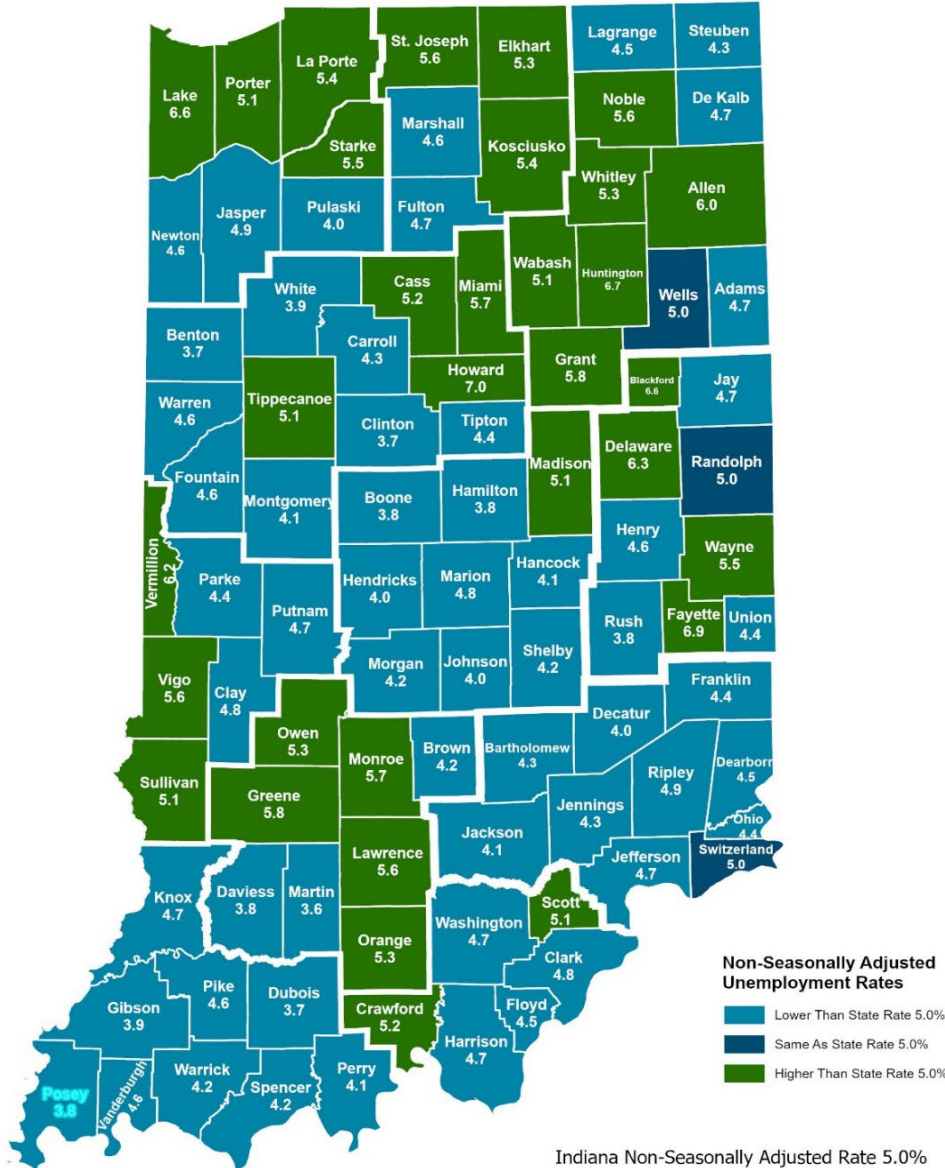 Lagrange
4.5
Steuben
4.3
St. Joseph
5.6
Elkhart
5.3
La Porte
5.4
Porter
5.1
Lake
6.6
Noble
5.6
De Kalb
4.7
Marshall
4.6
Starke
5.5
Kosciusko
5.4
Whitley
5.3
Allen
6.0
Newton
4.6
Jasper
4.9
Pulaski
4.0
Fulton
4.7
White
3.9
Cass
5.2
Miami
5.7
Wabash
5.1
Huntington
6.7
Wells
5.0
Adams
4.7
Benton
3.7
Carroll
4.3
Howard
7.0
Grant
5.8
Blackford
6.6
Jay
4.7
Warren
4.6
Tippecanoe
5.1
Clinton
3.7
Tipton
4.4
Madison
5.1
Delaware
6.3
Randolph
5.0
Fountain
4.6
Montgomery
4.1
Boone
3.8
Hamilton
3.8
Henry
4.6
Wayne
5.5
Vermillion
6.2
Parke
4.4
Putnam
4.7
Hendricks
4.0
Marion
4.8
Hancock
4.1
Rush
3.8
Fayette
6.9
Union
4.4
Vigo
5.6
Clay
4.8
Morgan
4.2
Johnson
4.0
Shelby
4.2
Franklin
4.4
Decatur
4.0
Owen
5.3
Monroe
5.7
Brown
4.2
Bartholomew
4.3
Dearborn
4.5
Ripley
4.9
Sullivan
5.1
Greene
5.8
Jennings
4.3
Ohio
4.4
Jackson
4.1
Lawrence
5.6
Jefferson
4.7
Switzerland
5.0
Knox
4.7
Daviess
3.8
Martin
3.6
Scott
5.1
Washington
4.7
Orange
5.3
Clark
4.8
Pike
4.6
Dubois
3.7
Gibson
3.9
Crawford
5.2
Floyd
4.5
Harrison
4.7
Posey
3.8
Vanderburgh
4.6
Warrick
4.2
Spencer
4.2
Perry
4.1
Non-Seasonally Adjusted
Unemployment Rates
Lower Than State Rate 5.0%
Same As State Rate 5.0%
Higher Than State Rate 5.0%
Indiana Non-Seasonally Adjusted Rate 5.0%